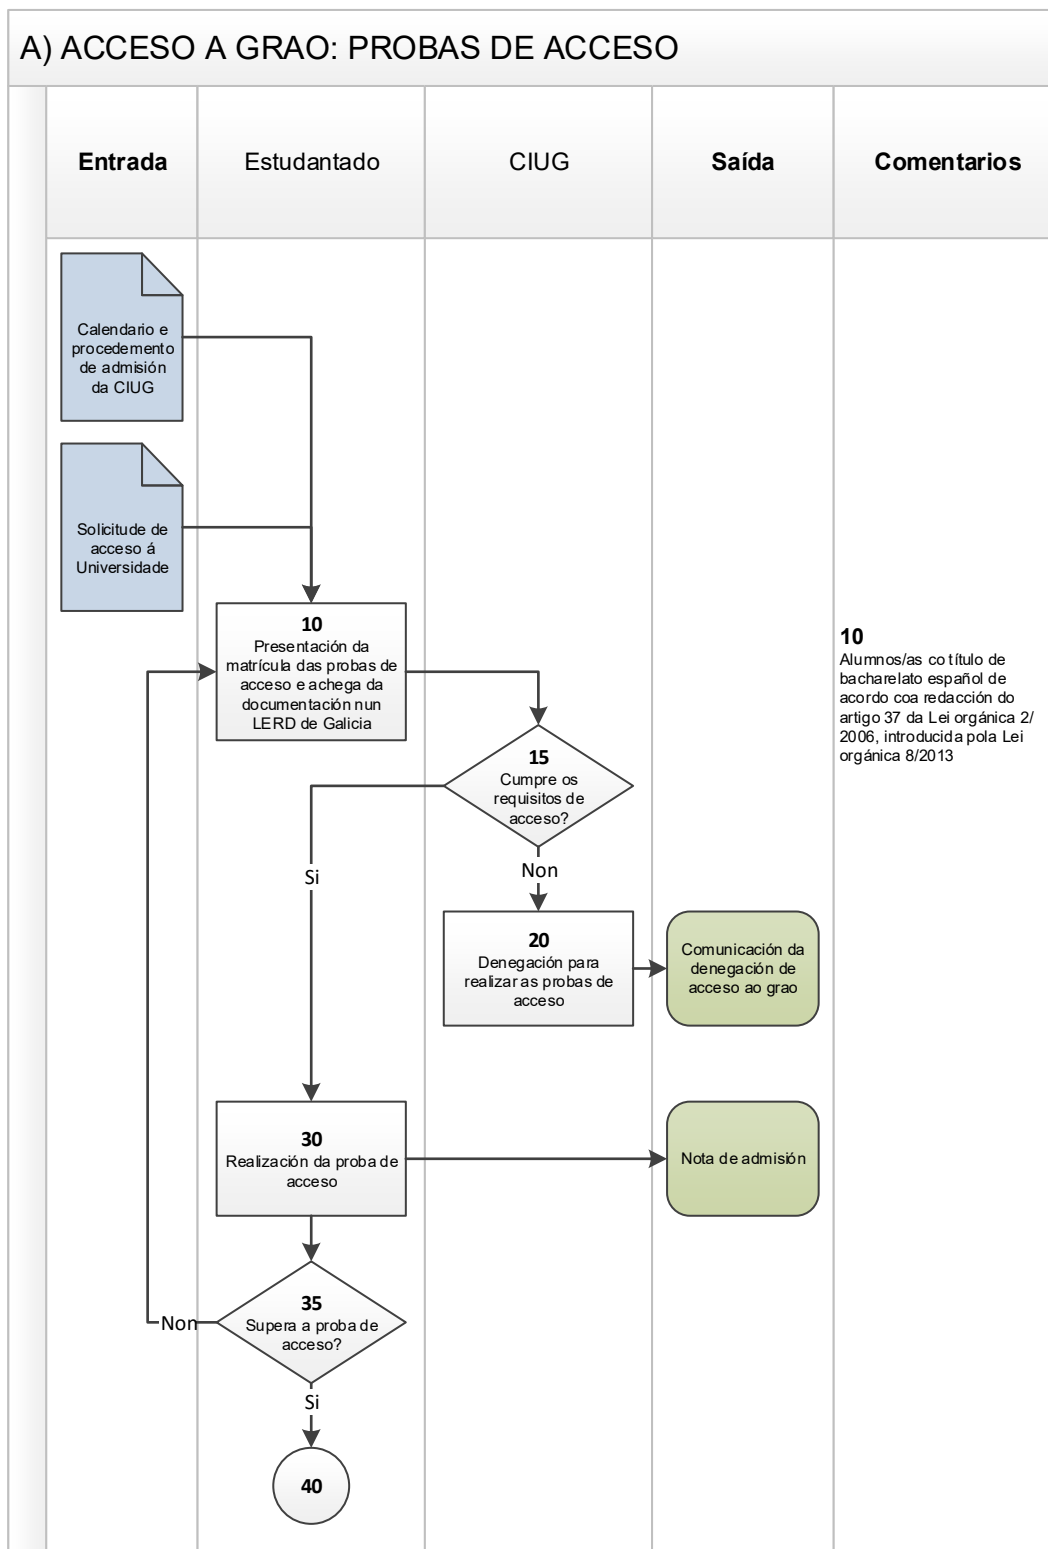 A) ACCESO A GRAO: PROBAS DE ACCESO
Entrada
Estudantado
CIUG
Saída
Comentarios
Calendario e
procedemento
de admisión
da CIUG
Solicitude de
acceso á
Universidade
10
Presentación da
matrícula das probas de
acceso e achega da
documentación nun
LERD de Galicia
10
Alumnos/as co título de
bacharelato español de
acordo coa redacción do
artigo 37 da Lei orgánica 2/
2006, introducida pola Lei
orgánica 8/2013
15
Cumpre os
requisitos de
acceso?
Si
Non
20
Denegación para
realizar as probas de
acceso
Comunicación da
denegación de
acceso ao grao
30
Realización da proba de
acceso
Nota de admisión
35
Supera a proba de
acceso?
Non
Si
40